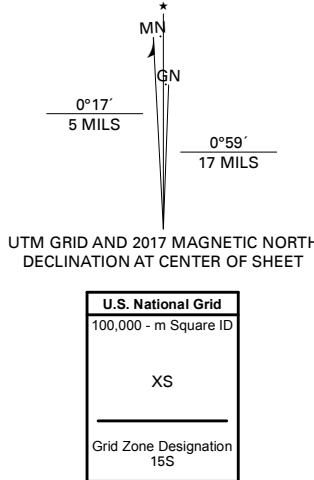 ★
MN
GN
0°17´
5 MILS
0°59´
17 MILS
UTM GRID AND 2017 MAGNETIC NORTH
DECLINATION AT CENTER OF SHEET
U.S. National Grid
100,000 - m Square ID
XS
Grid Zone Designation
15S